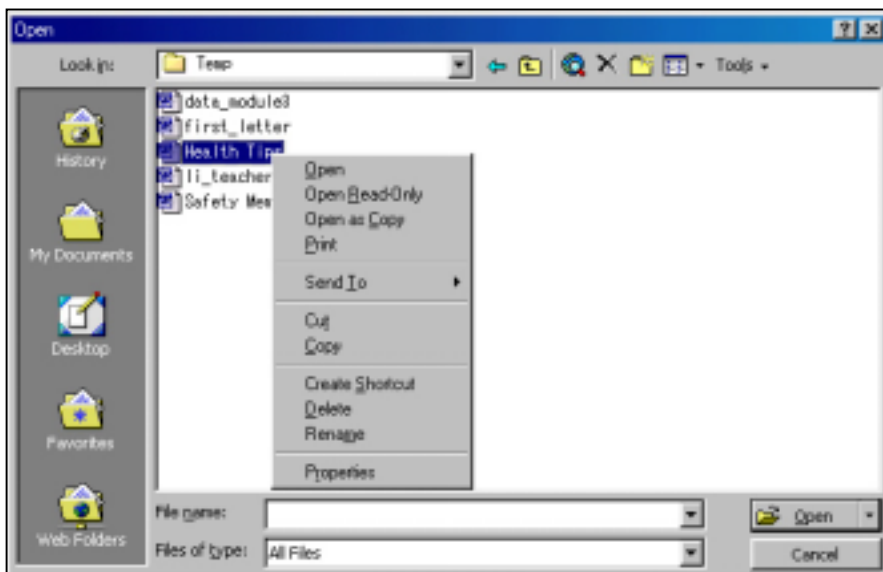 Open
Look in:
Temp
Tools
data_module3
first_letter
Health Tips
li_teacher
Safety
History
My Documents
Desktop
Favorites
Web Folders
Open
Open Read-Only
Open as Copy
Print
Send To
Cut
Copy
Create Shortcut
Delete
Rename
Properties
File name:
Open
Files of type:
All Files
Cancel